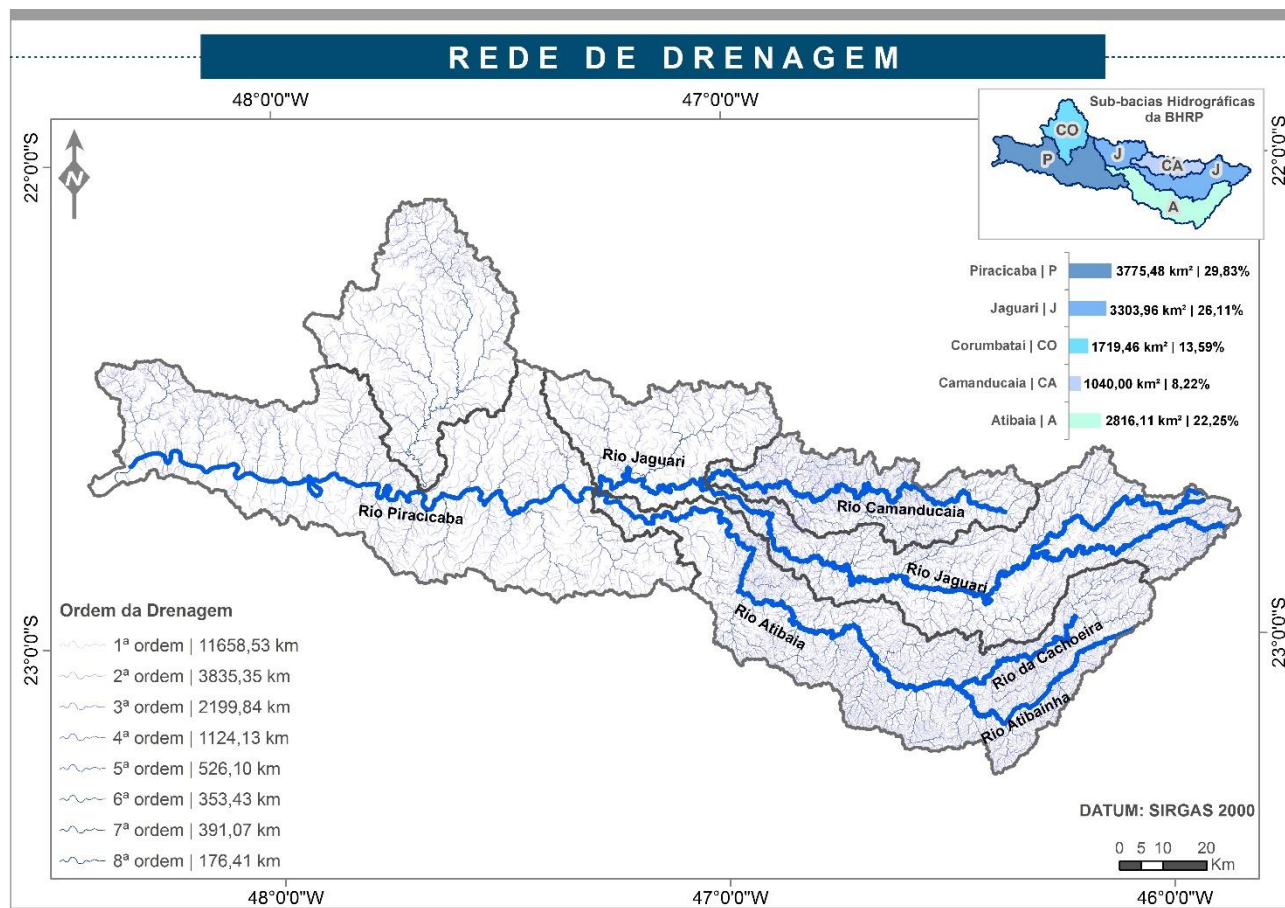 REDE DE DRENAGEM
48°0'0"W
47°0'0"W
Sub-bacias Hidrográficas
da BHRP
CO
P
J
CA
J
A
22°0'0"S
22°0'0"S
N
Piracicaba | P
3775,48 km² | 29,83%
Jaguari | J
3303,96 km² | 26,11%
Corumbatai | CO
1719,46 km² | 13,59%
Camanducaia | CA
1040,00 km² | 8,22%
Atibaia | A
2816,11 km² | 22,25%
Rio Jaguari
Rio Piracicaba
Rio Camanducaia
Rio Jaguari
Rio Atibaia
Rio da Cachoeira
Rio Atibainha
23°0'0"S
23°0'0"S
Ordem da Drenagem
1ª ordem | 11658,53 km
2ª ordem | 3835,35 km
3ª ordem | 2199,84 km
4ª ordem | 1124,13 km
5ª ordem | 526,10 km
6ª ordem | 353,43 km
7ª ordem | 391,07 km
8ª ordem | 176,41 km
DATUM: SIRGAS 2000
0 5 10 20
Km
48°0'0"W
47°0'0"W
46°0'0"W